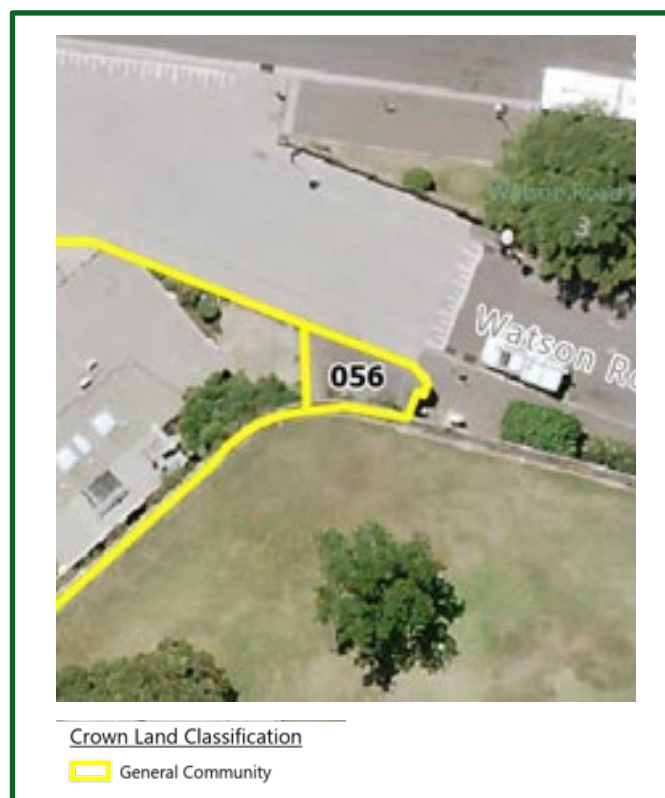 Watson Road
3
Watson Ro
056
Crown Land Classification
General Community